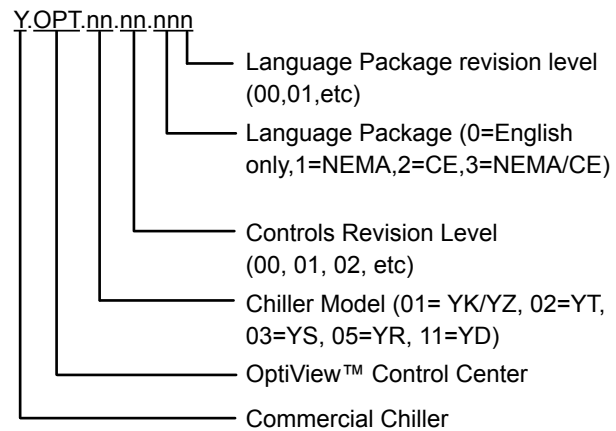 Y.OPT.nn.nn.nnn
Language Package revision level
(00,01,etc)
Language Package (0=English
only,1=NEMA,2=CE,3=NEMA/CE)
Controls Revision Level
(00, 01, 02, etc)
Chiller Model (01= YK/YZ, 02=YT,
03=YS, 05=YR, 11=YD)
OptiView™ Control Center
Commercial Chiller